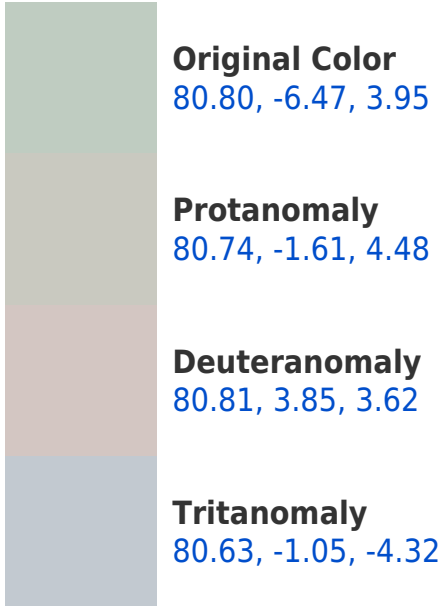 Original Color
80.80, -6.47, 3.95
Protanomaly
80.74, -1.61, 4.48
Deuteranomaly
80.81, 3.85, 3.62
Tritanomaly
80.63, -1.05, -4.32